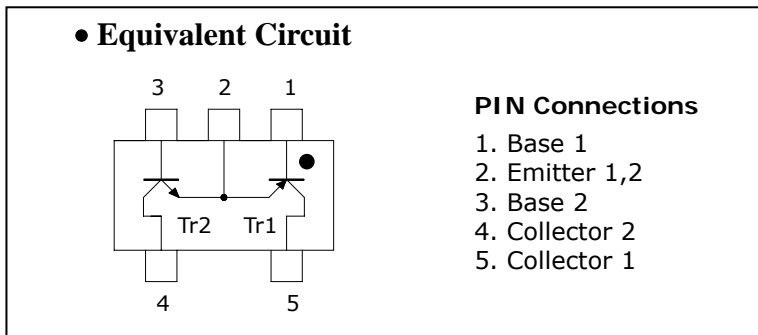 • Equivalent Circuit
3 2 1
PIN Connections
1. Base 1
2. Emitter 1,2
3. Base 2
4. Collector 2
5. Collector 1
Tr2 Tr1
4 5